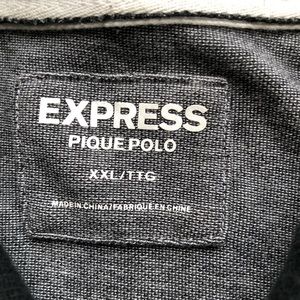 EXPRESS
PIQUE POLO
XXL/TTG
MADE IN CHINA/FABRIQUÉ EN CHINE